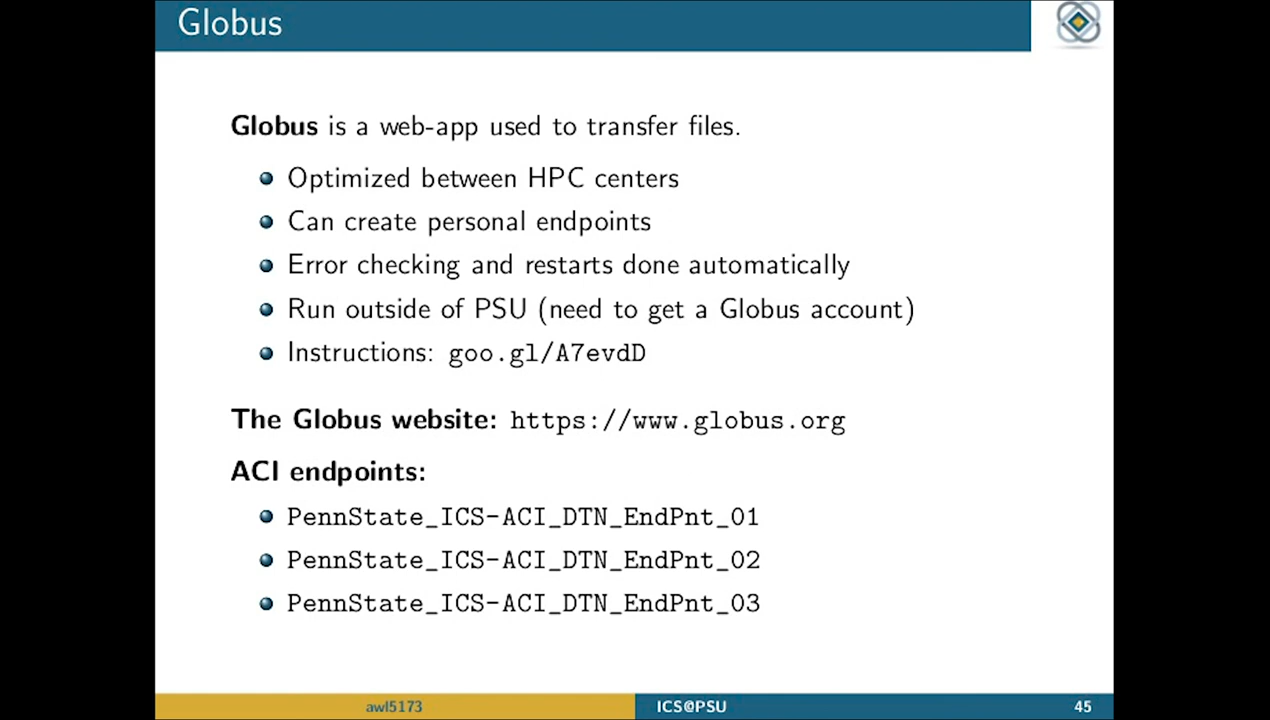 Globus
Globus is a web-app used to transfer files.
Optimized between HPC centers
Can create personal endpoints
Error checking and restarts done automatically
Run outside of PSU (need to get a Globus account)
Instructions: goo.gl/A7evdD
The Globus website: https://www.globus.org
ACI endpoints:
PennState_ICS-ACI_DTN_EndPnt_01
PennState_ICS-ACI_DTN_EndPnt_02
PennState_ICS-ACI_DTN_EndPnt_03
awl5173 ICS@PSU 45